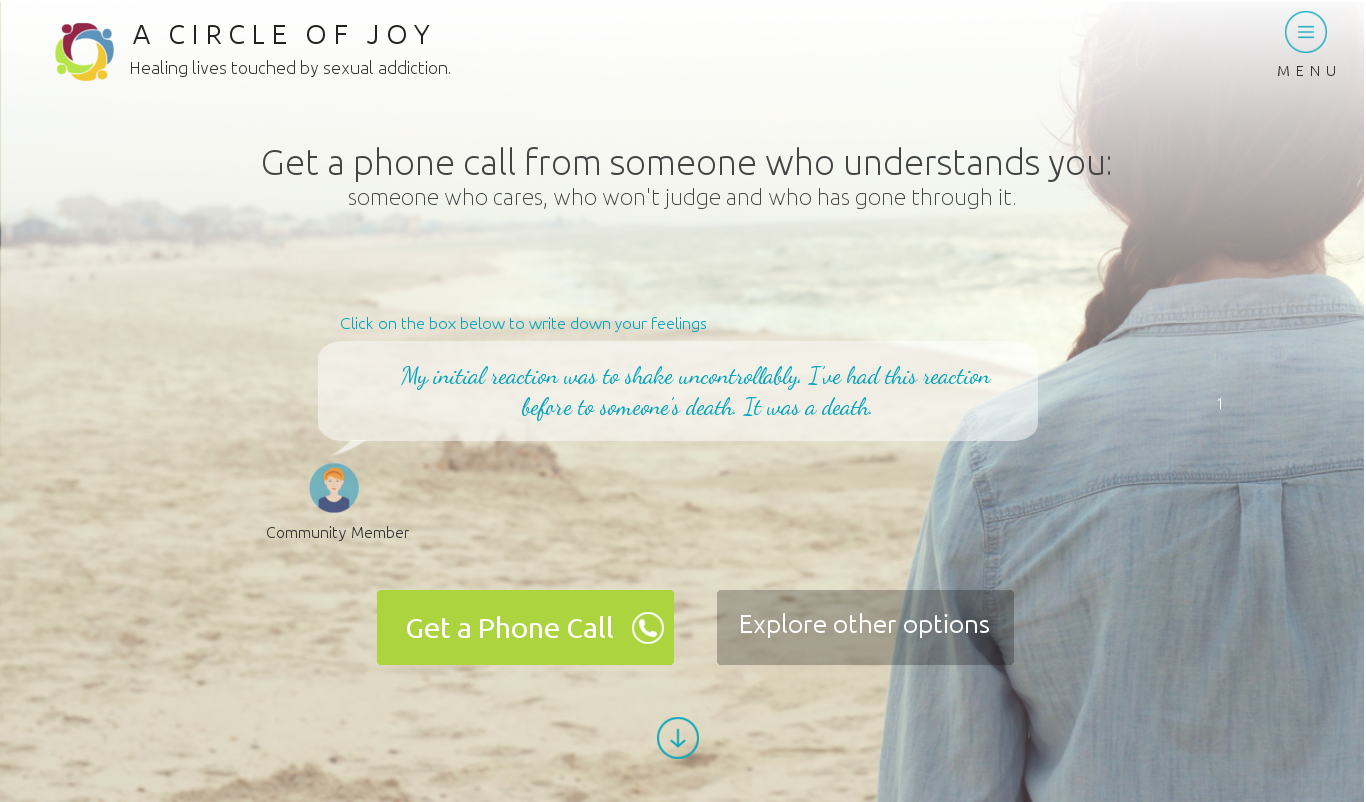 A CIRCLE OF JOY
Healing lives touched by sexual addiction.
MENU
Get a phone call from someone who understands you:
someone who cares, who won't judge and who has gone through it.
Click on the box below to write down your feelings
My initial reaction was to shake uncontrollably. I've had this reaction
before to someone's death. It was a death.
1
Community Member
Get a Phone Call
Explore other options